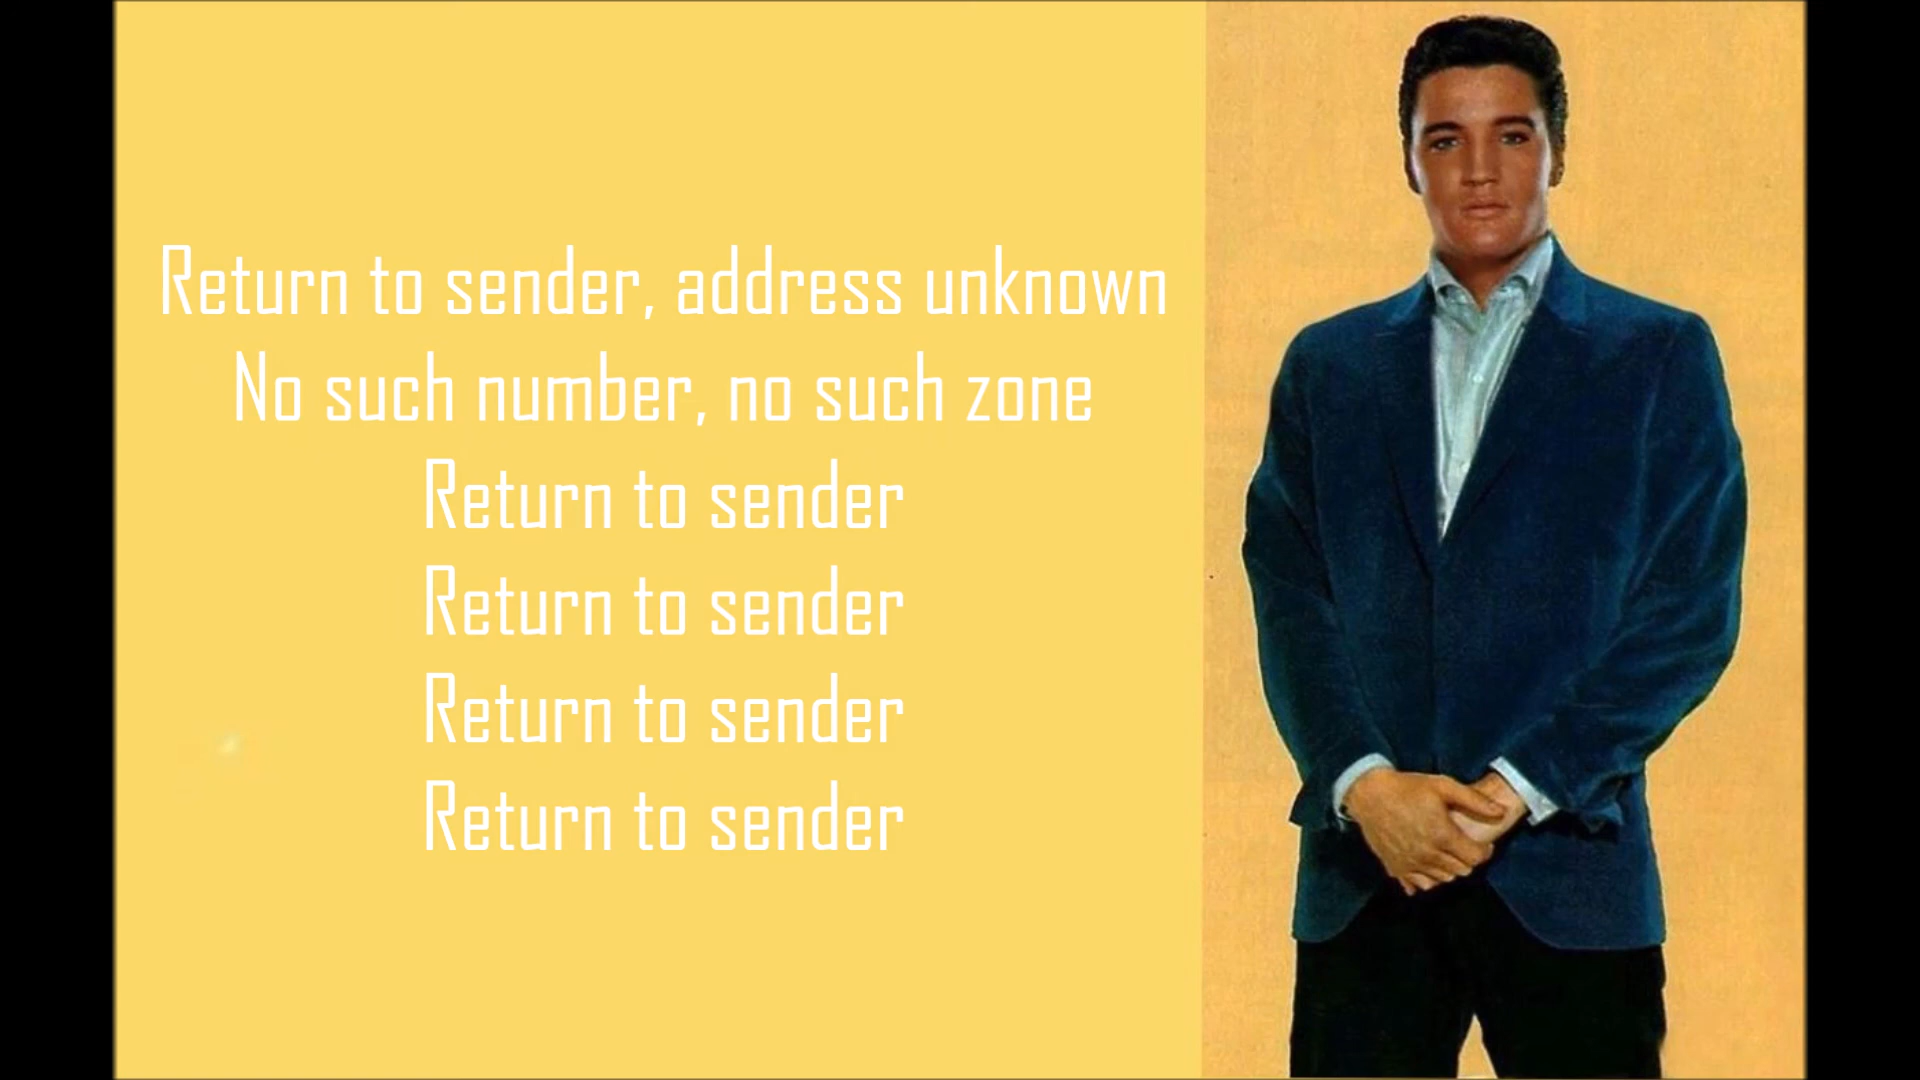 Return to sender, address unknown
No such number, no such zone
Return to sender
Return to sender
Return to sender
Return to sender